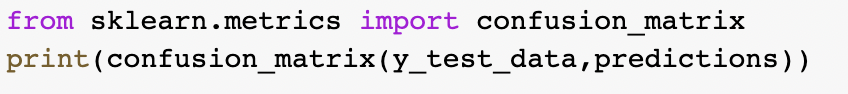 from sklearn.metrics import confusion_matrix
print(confusion_matrix(y_test_data,predictions))